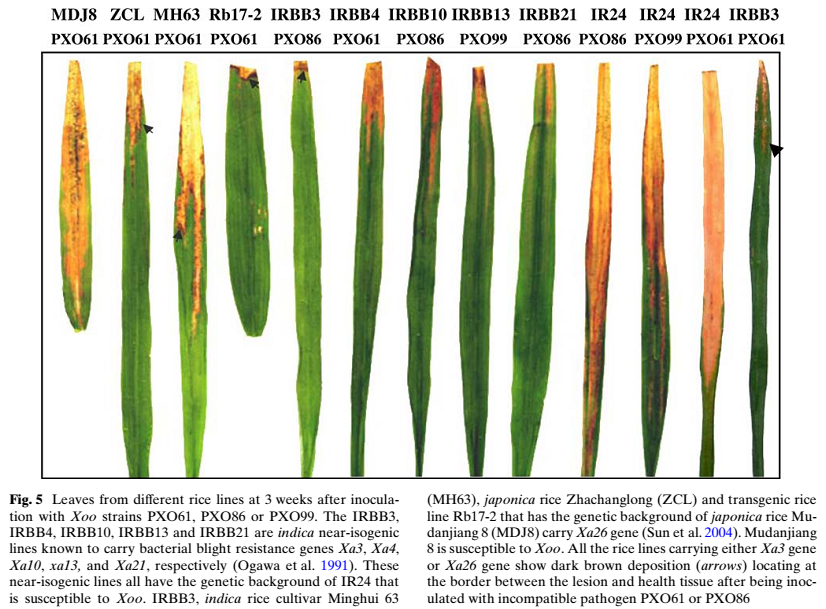 MDJ8 ZCL MH63 Rb17-2 IRBB3 IRBB4 IRBB10 IRBB13 IRBB21 IR24 IR24 IR24 IRBB3
PXO61 PXO61 PXO61 PXO61 PXO86 PXO61 PXO86 PXO99 PXO86 PXO86 PXO99 PXO61 PXO61
Fig. 5 Leaves from different rice lines at 3 weeks after inocula-
tion with Xoo strains PXO61, PXO86 or PXO99. The IRBB3,
IRBB4, IRBB10, IRBB13 and IRBB21 are indica near-isogenic
lines known to carry bacterial blight resistance genes Xa3, Xa4,
Xa10, xa13, and Xa21, respectively (Ogawa et al. 1991). These
near-isogenic lines all have the genetic background of IR24 that
is susceptible to Xoo. IRBB3, indica rice cultivar Minghui 63
(MH63), japonica rice Zhachanglong (ZCL) and transgenic rice
line Rb17-2 that has the genetic background of japonica rice Mu-
danjiang 8 (MDJ8) carry Xa26 gene (Sun et al. 2004). Mudanjiang
8 is susceptible to Xoo. All the rice lines carrying either Xa3 gene
or Xa26 gene show dark brown deposition (arrows) locating at
the border between the lesion and health tissue after being inoc-
ulated with incompatible pathogen PXO61 or PXO86